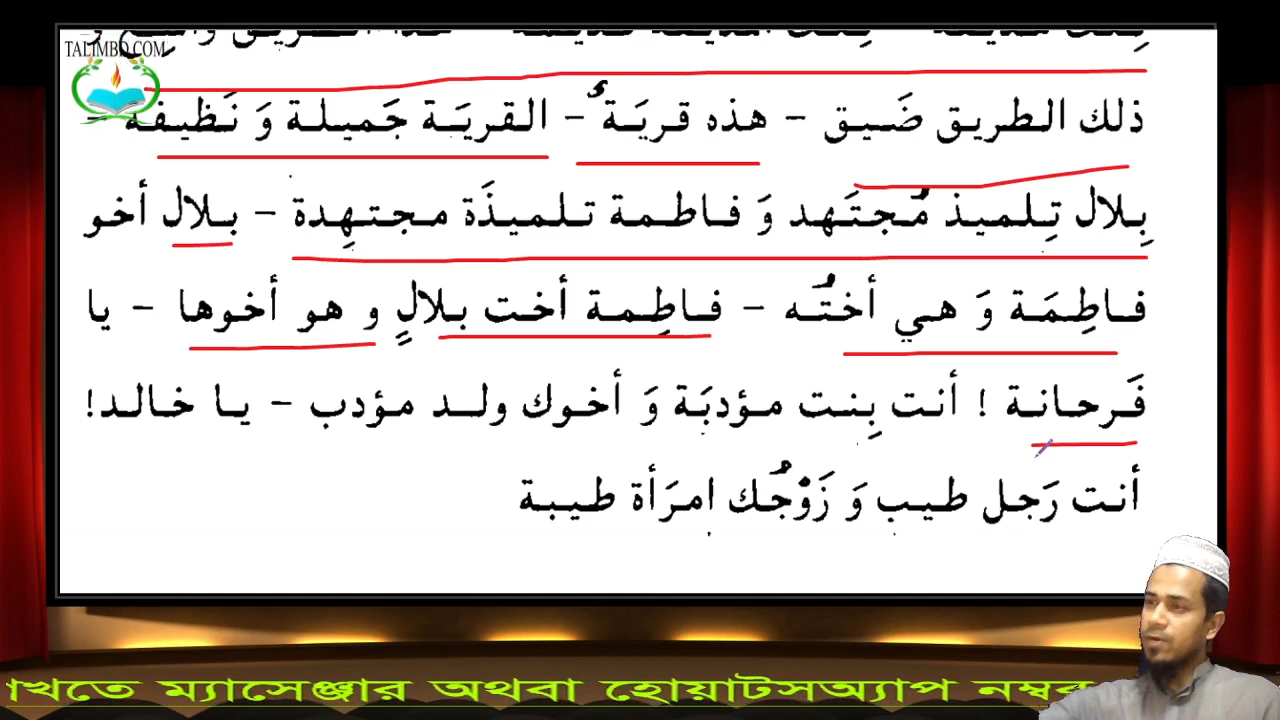 TALIMBD.COM
ذلك الطريق ضَيق – هذه قريَة ٌ – القريَة جَميلة وَ نَظيفة –
بِلال تِلميذ مُجتَهد وَ فاطمة تلميذَة مجتهِدة – بلال أخو
فاطِمَة وَ هي أختُه – فاطِمة أخت بلالٍ و هو أخوها – يا
فَرحانة ! أنت بِنت مؤدبَة وَ أخوك ولد مؤدب – يا خالد!
أنت رَجل طيب وَ زَوْجُك امرَأة طيبة
াখতে ম্যাসেঞ্জার অথবা হোয়াটসঅ্যাপ নম্ব